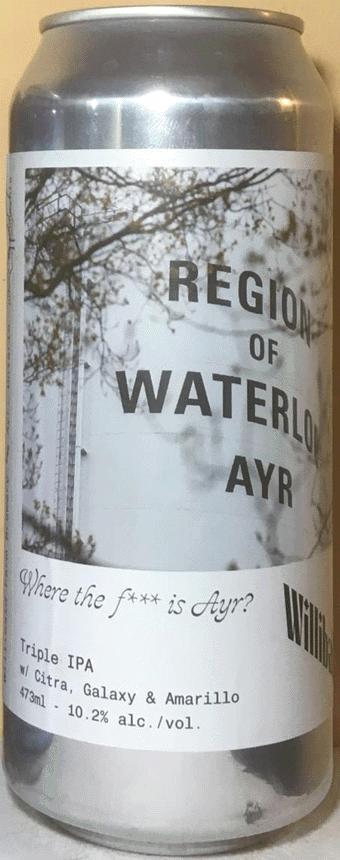 REGION
OF
WATERLO
AYR
Where the f*** is Ayr?
Triple IPA
w/ Citra, Galaxy & Amarillo
473ml - 10.2% alc./vol.